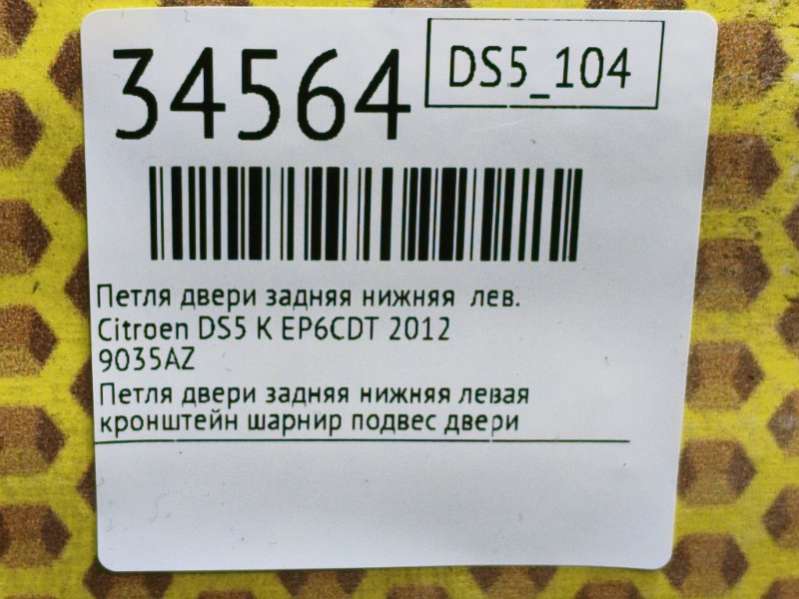 34564
DS5_104
Петля двери задняя нижняя лев.
Citroen DS5 K EP6CDT 2012
9035AZ
Петля двери задняя нижняя левая
кронштейн шарнир подвес двери